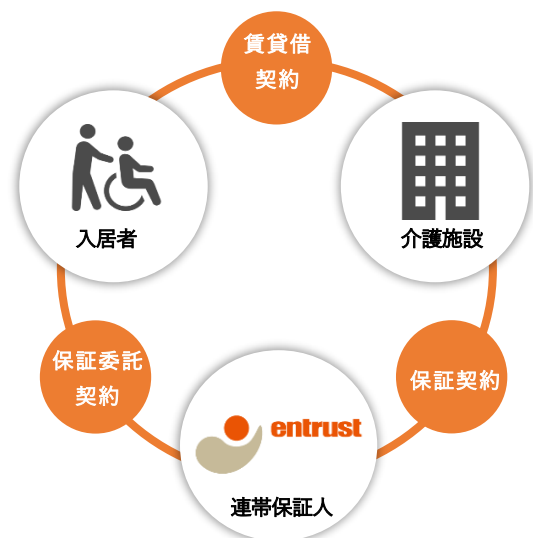 賃貸借
契約
入居者
介護施設
保証委託
契約
保証契約
entrust
連帯保証人